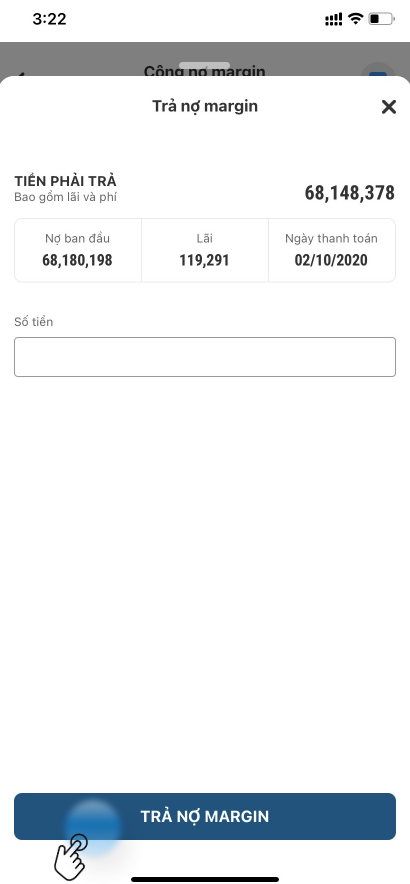 3:22
Công nợ margin
Trả nợ margin
TIỀN PHẢI TRẢ
Bao gồm lãi và phí
68,148,378
Nợ ban đầu
Lãi
Ngày thanh toán
68,180,198
119,291
02/10/2020
Số tiền
TRẢ NỢ MARGIN